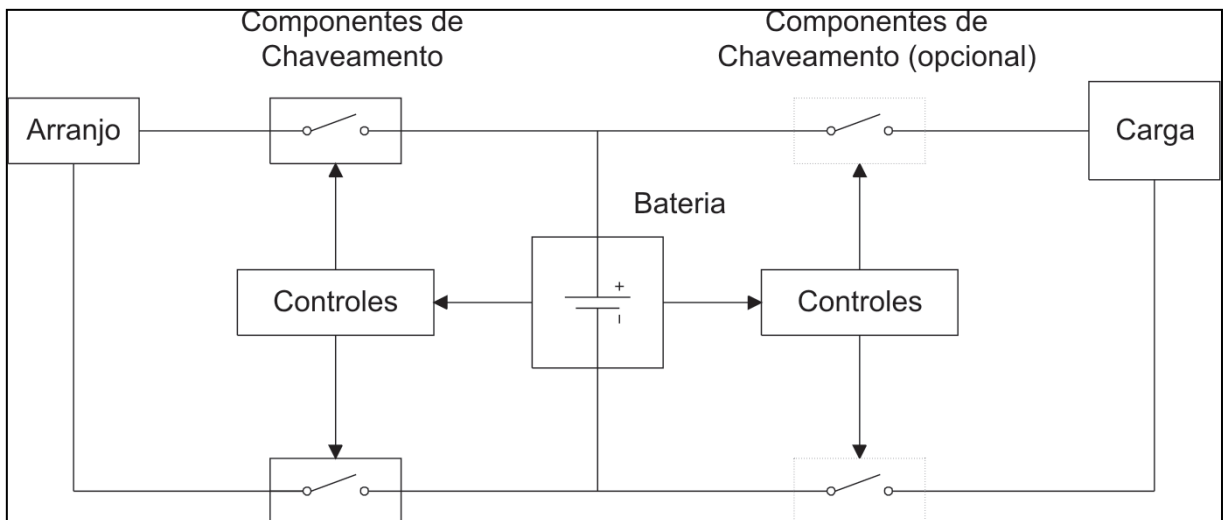 Componentes de
Chaveamento
Componentes de
Chaveamento (opcional)
Arranjo
Carga
Bateria
Controles
+
Controles
–